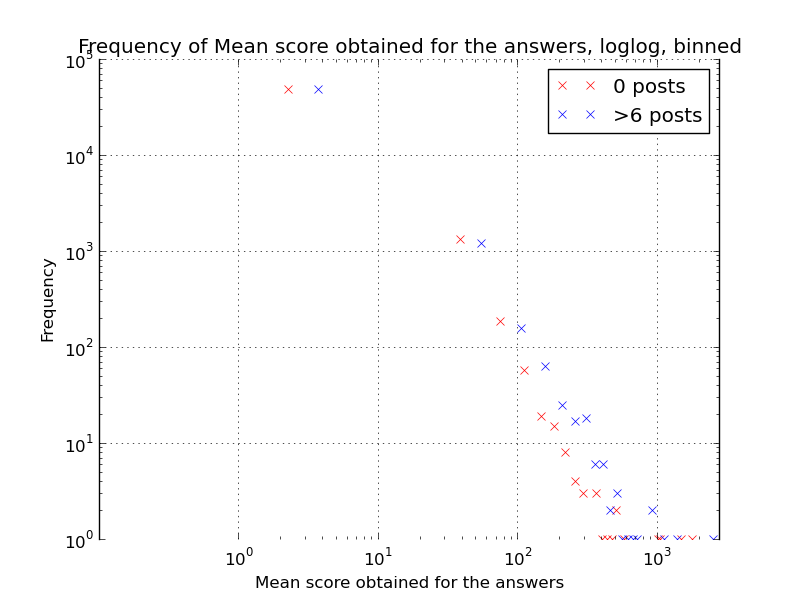 Frequency of Mean score obtained for the answers, loglog, binned
10^5
0 posts
>6 posts
10^4
10^3
Frequency
10^2
10^1
10^0
10^0 10^1 10^2 10^3
Mean score obtained for the answers